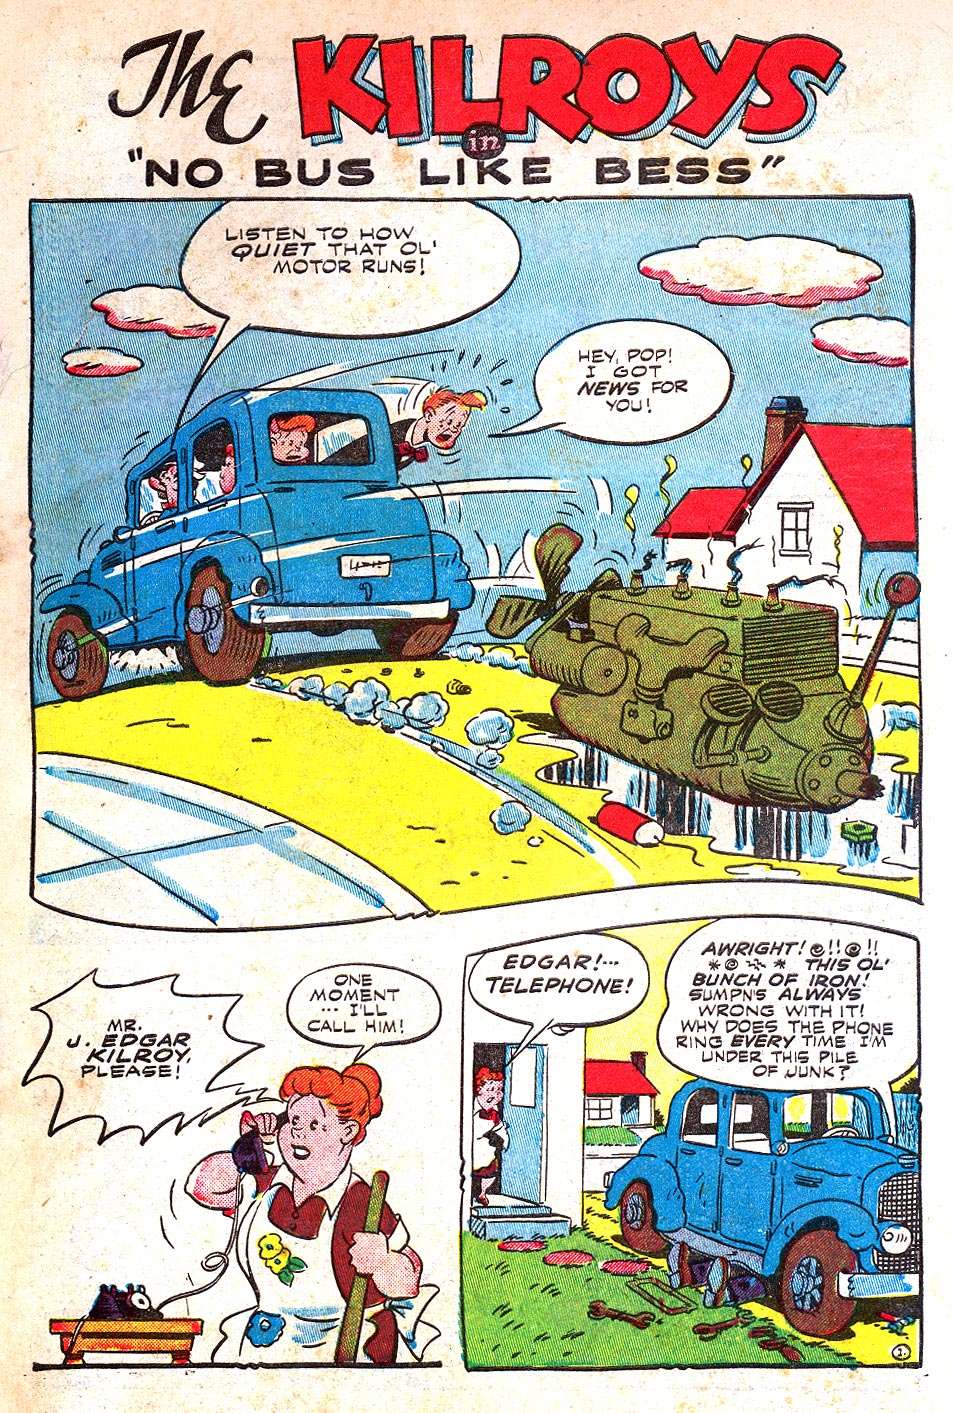 The KILROYS
in
"NO BUS LIKE BESS"
LISTEN TO HOW
QUIET THAT OL'
MOTOR RUNS!
HEY, POP!
I GOT
NEWS FOR
YOU!
MR.
J. EDGAR
KILROY,
PLEASE!
ONE
MOMENT
... I'LL
CALL HIM!
EDGAR!...
TELEPHONE!
AWRIGHT! @!!@!!
*@ * THIS OL'
BUNCH OF IRON!
SUMPN'S ALWAYS
WRONG WITH IT!
WHY DOES THE PHONE
RING EVERY TIME I'M
UNDER THIS PILE
OF JUNK?
1.